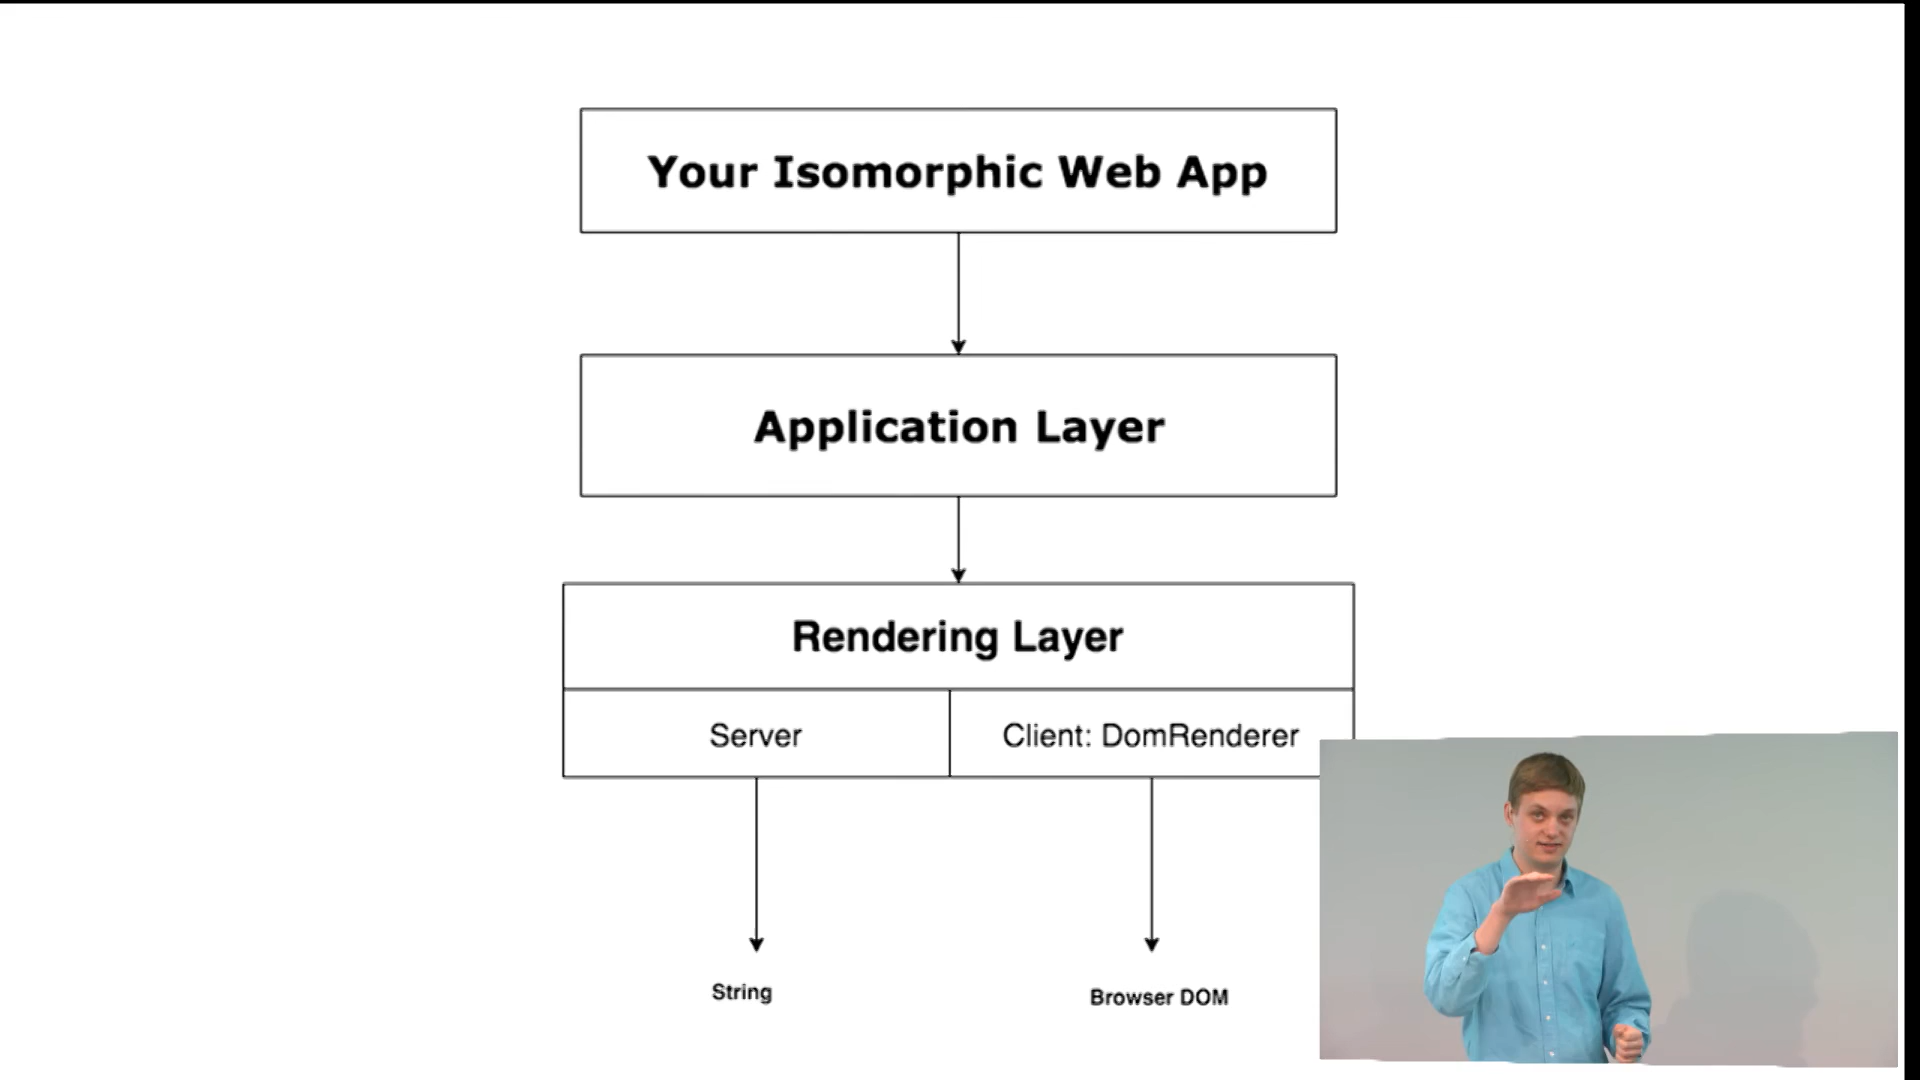 Your Isomorphic Web App
Application Layer
Rendering Layer
Server
Client: DomRenderer
String
Browser DOM